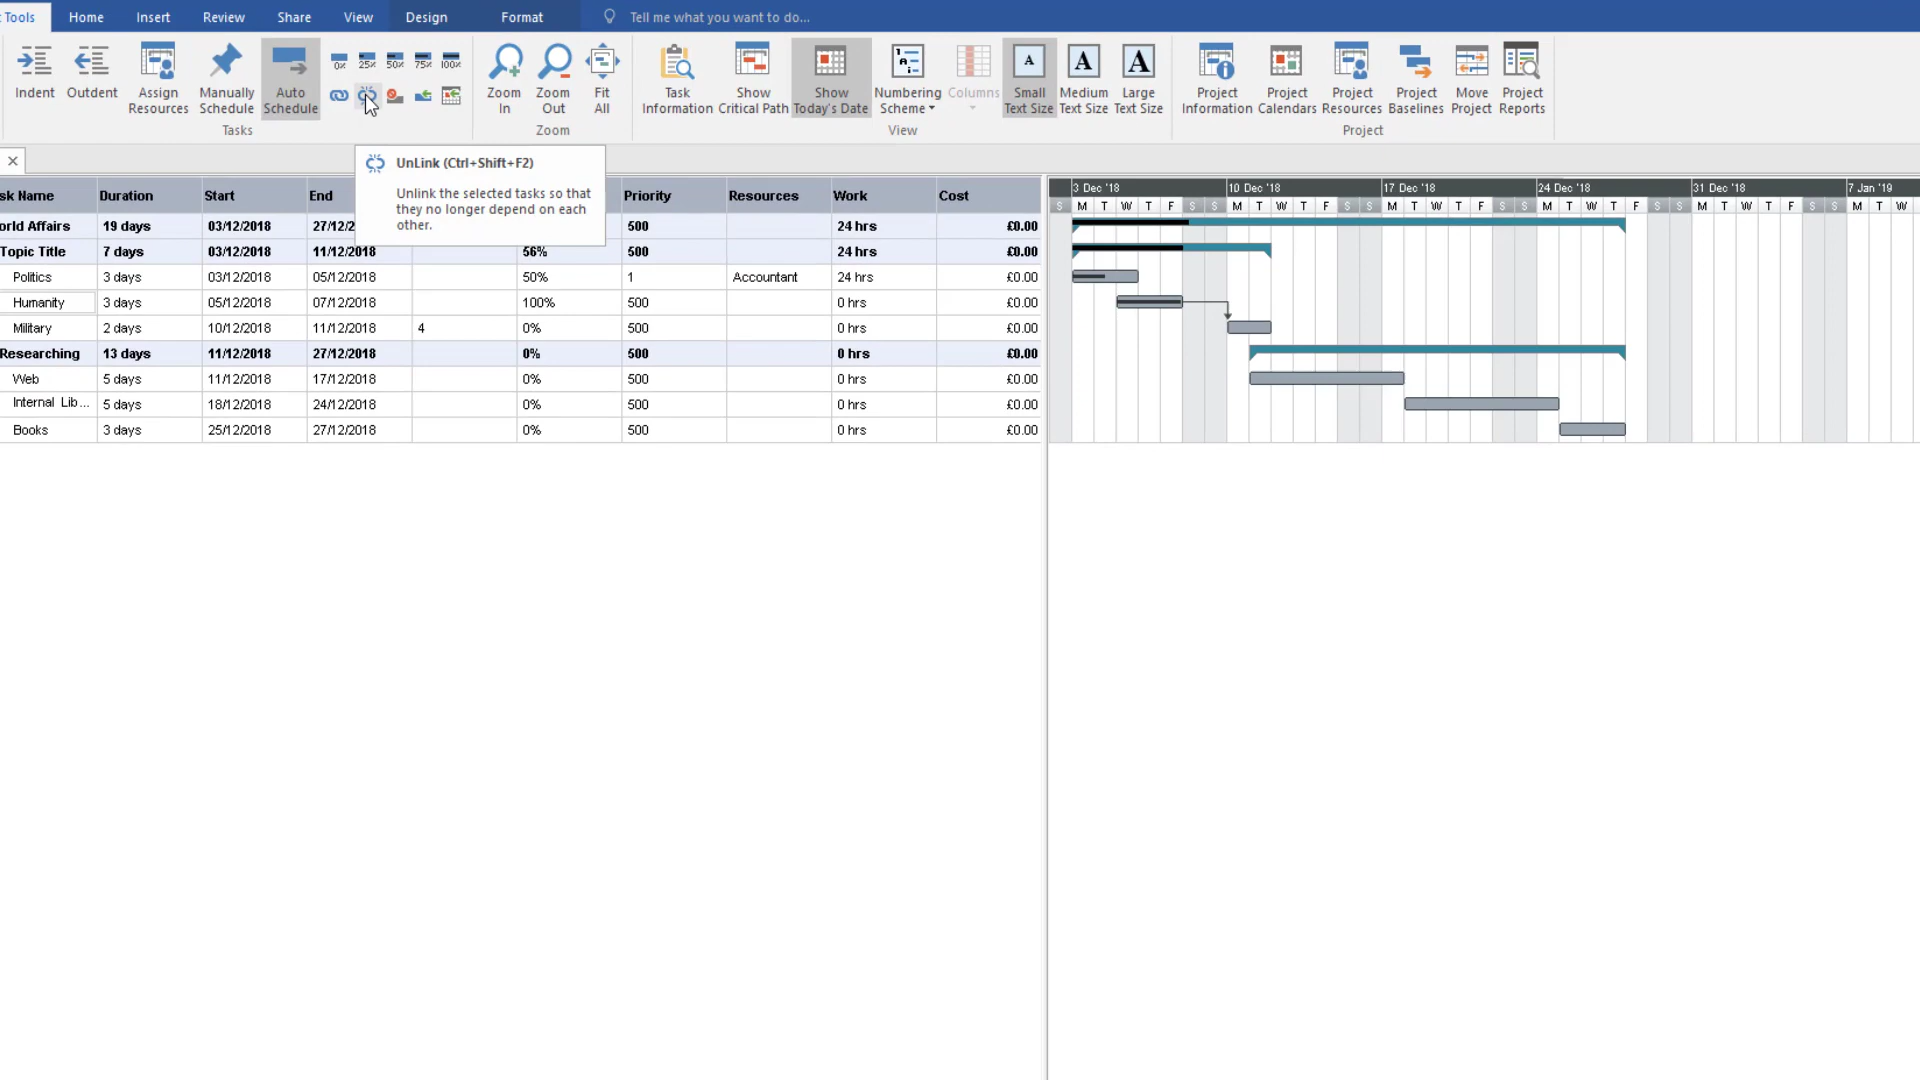 t Tools Home Insert Review Share View Design Format Tell me what you want to do...
Indent Outdent Assign Resources Manually Schedule Auto Schedule 0% 25% 50% 75% 100% Zoom In Zoom Out Fit All Task Information Show Critical Path Show Today's Date Numbering Scheme Columns A Small Text Size A Medium Text Size A Large Text Size Project Information Project Calendars Project Resources Project Baselines Move Project Project Reports
Tasks Zoom View Project
UnLink (Ctrl+Shift+F2)
Unlink the selected tasks so that
they no longer depend on each
other.
sk Name Duration Start End Priority Resources Work Cost
orld Affairs 19 days 03/12/2018 27/12/2 500 24 hrs £0.00
Topic Title 7 days 03/12/2018 11/12/2018 56% 500 24 hrs £0.00
Politics 3 days 03/12/2018 05/12/2018 50% 1 Accountant 24 hrs £0.00
Humanity 3 days 05/12/2018 07/12/2018 100% 500 0 hrs £0.00
Military 2 days 10/12/2018 11/12/2018 4 0% 500 0 hrs £0.00
Researching 13 days 11/12/2018 27/12/2018 0% 500 0 hrs £0.00
Web 5 days 11/12/2018 17/12/2018 0% 500 0 hrs £0.00
Internal Lib... 5 days 18/12/2018 24/12/2018 0% 500 0 hrs £0.00
Books 3 days 25/12/2018 27/12/2018 0% 500 0 hrs £0.00
3 Dec '18 10 Dec '18 17 Dec '18 24 Dec '18 31 Dec '18 7 Jan '19
S M T W T F S S M T W T F S S M T W T F S S M T W T F S S M T W T F S S M T W